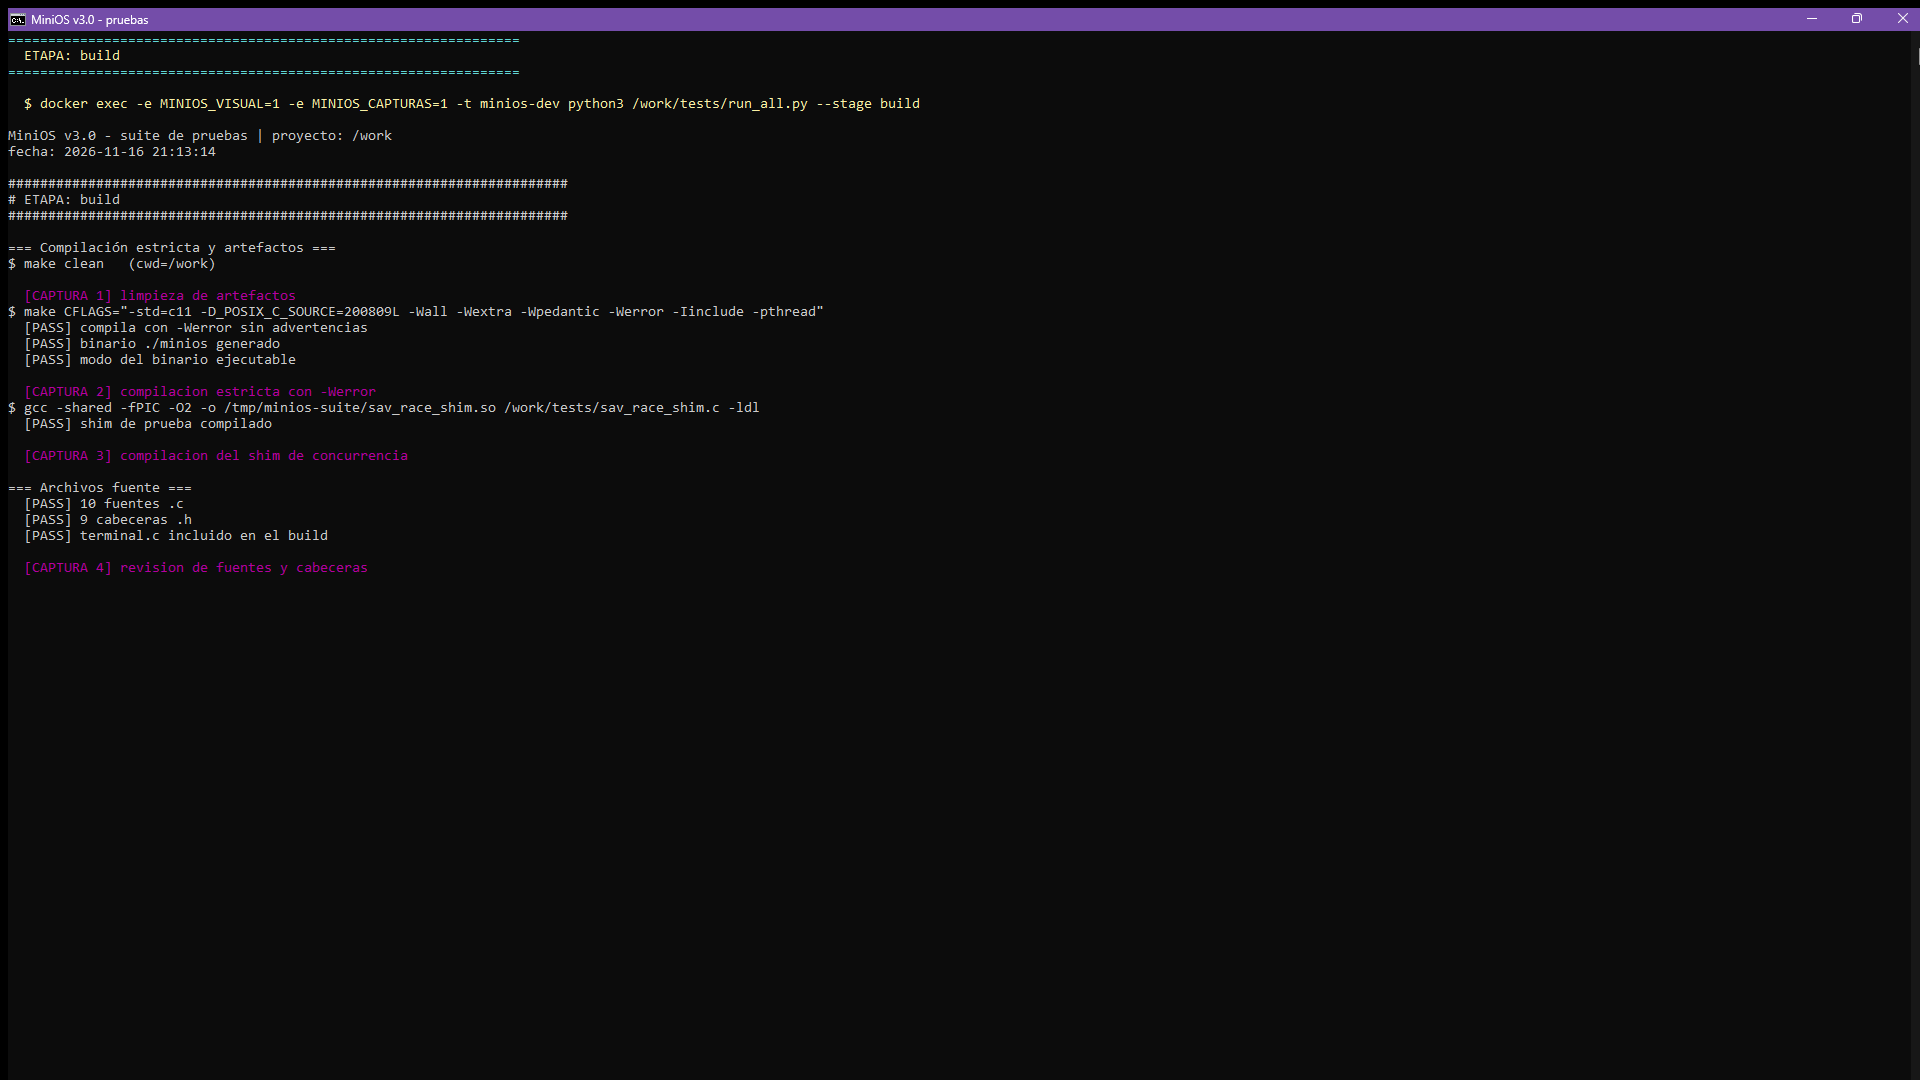 MiniOS v3.0 - pruebas
================================================================
ETAPA: build
================================================================
$ docker exec -e MINIOS_VISUAL=1 -e MINIOS_CAPTURAS=1 -t minios-dev python3 /work/tests/run_all.py --stage build
MiniOS v3.0 - suite de pruebas | proyecto: /work
fecha: 2026-11-16 21:13:14
######################################################################
# ETAPA: build
######################################################################
=== Compilación estricta y artefactos ===
$ make clean   (cwd=/work)
[CAPTURA 1] limpieza de artefactos
$ make CFLAGS="-std=c11 -D_POSIX_C_SOURCE=200809L -Wall -Wextra -Wpedantic -Werror -Iinclude -pthread"
[PASS] compila con -Werror sin advertencias
[PASS] binario ./minios generado
[PASS] modo del binario ejecutable
[CAPTURA 2] compilacion estricta con -Werror
$ gcc -shared -fPIC -O2 -o /tmp/minios-suite/sav_race_shim.so /work/tests/sav_race_shim.c -ldl
[PASS] shim de prueba compilado
[CAPTURA 3] compilacion del shim de concurrencia
=== Archivos fuente ===
[PASS] 10 fuentes .c
[PASS] 9 cabeceras .h
[PASS] terminal.c incluido en el build
[CAPTURA 4] revision de fuentes y cabeceras